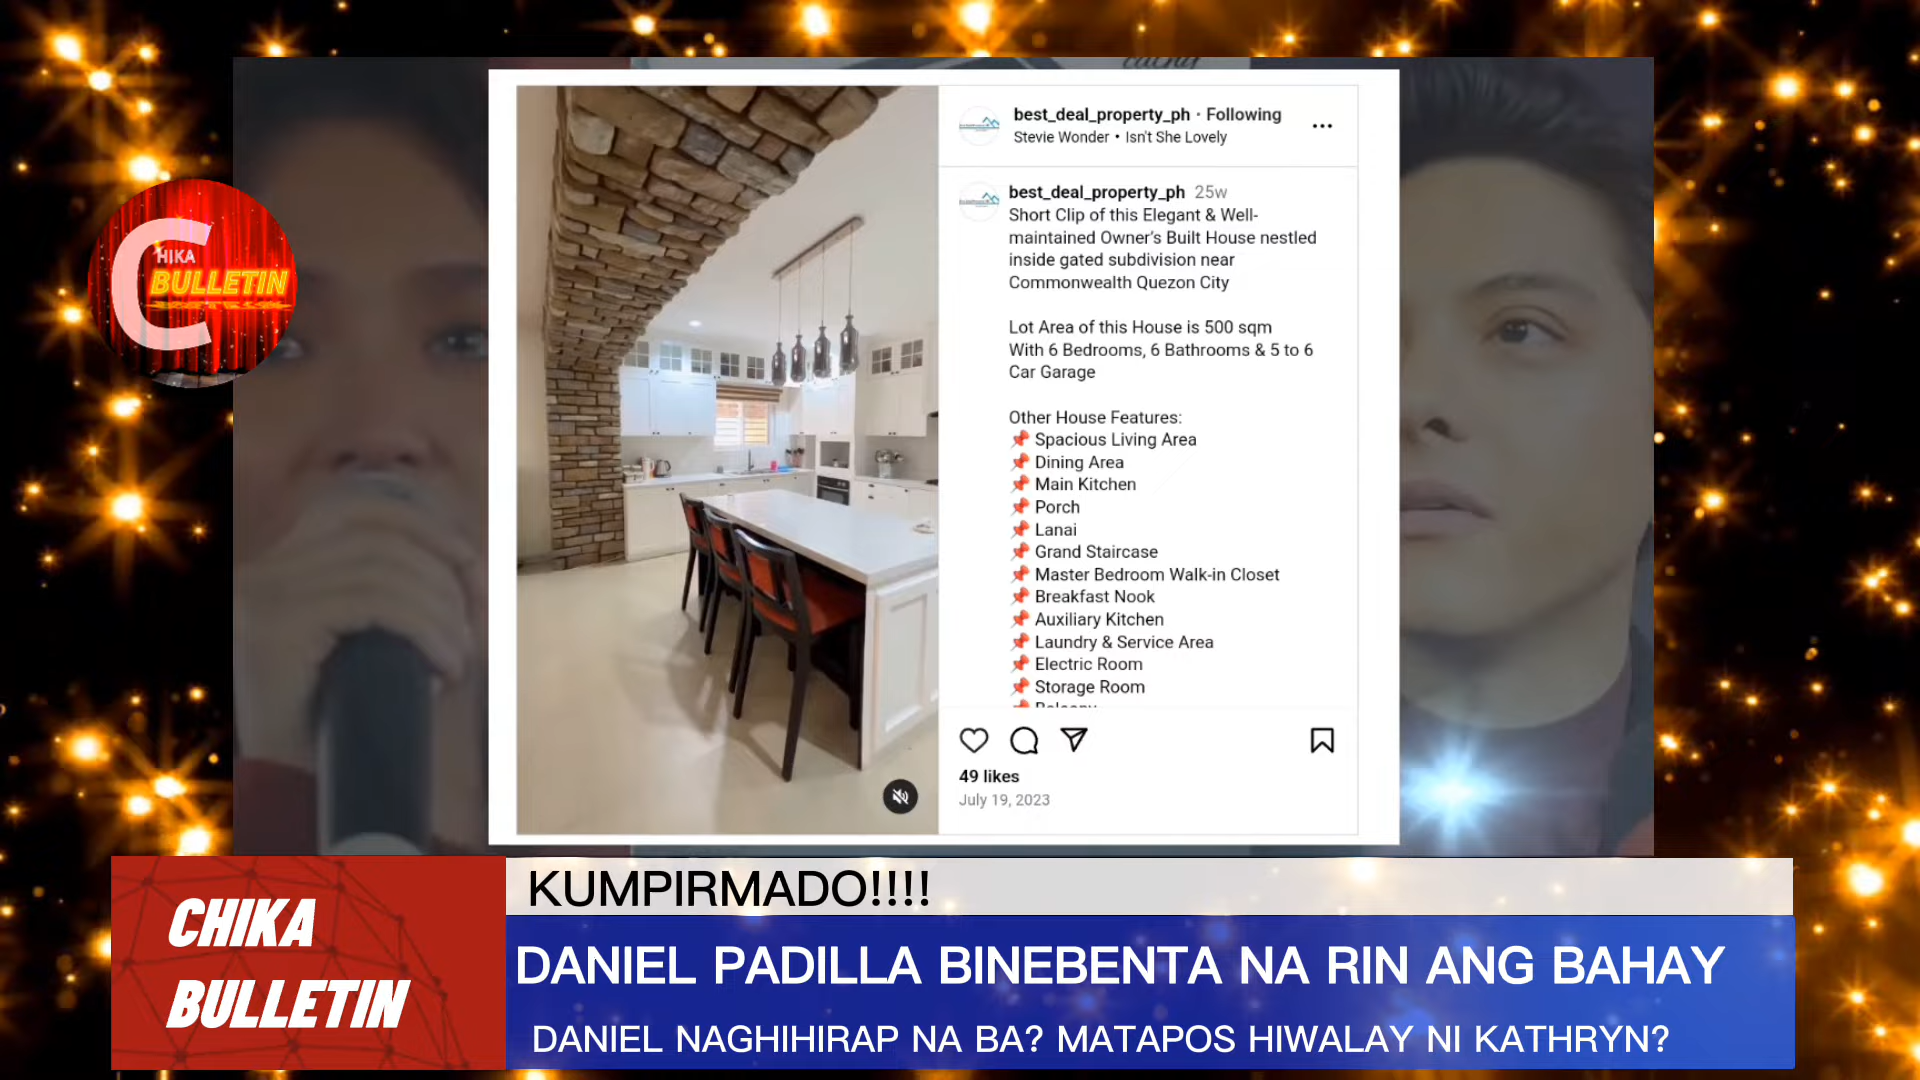 cathy
best_deal_property_ph • Following
Stevie Wonder • Isn't She Lovely
best_deal_property_ph 25w
Short Clip of this Elegant & Well-
maintained Owner's Built House nestled
inside gated subdivision near
Commonwealth Quezon City
Lot Area of this House is 500 sqm
With 6 Bedrooms, 6 Bathrooms & 5 to 6
Car Garage
Other House Features:
📌 Spacious Living Area
📌 Dining Area
📌 Main Kitchen
📌 Porch
📌 Lanai
📌 Grand Staircase
📌 Master Bedroom Walk-in Closet
📌 Breakfast Nook
📌 Auxiliary Kitchen
📌 Laundry & Service Area
📌 Electric Room
📌 Storage Room
📌 Balcony
49 likes
July 19, 2023
CHIKA
BULLETIN
KUMPIRMADO!!!!
DANIEL PADILLA BINEBENTA NA RIN ANG BAHAY
DANIEL NAGHIHIRAP NA BA? MATAPOS HIWALAY NI KATHRYN?
CHIKA
BULLETIN